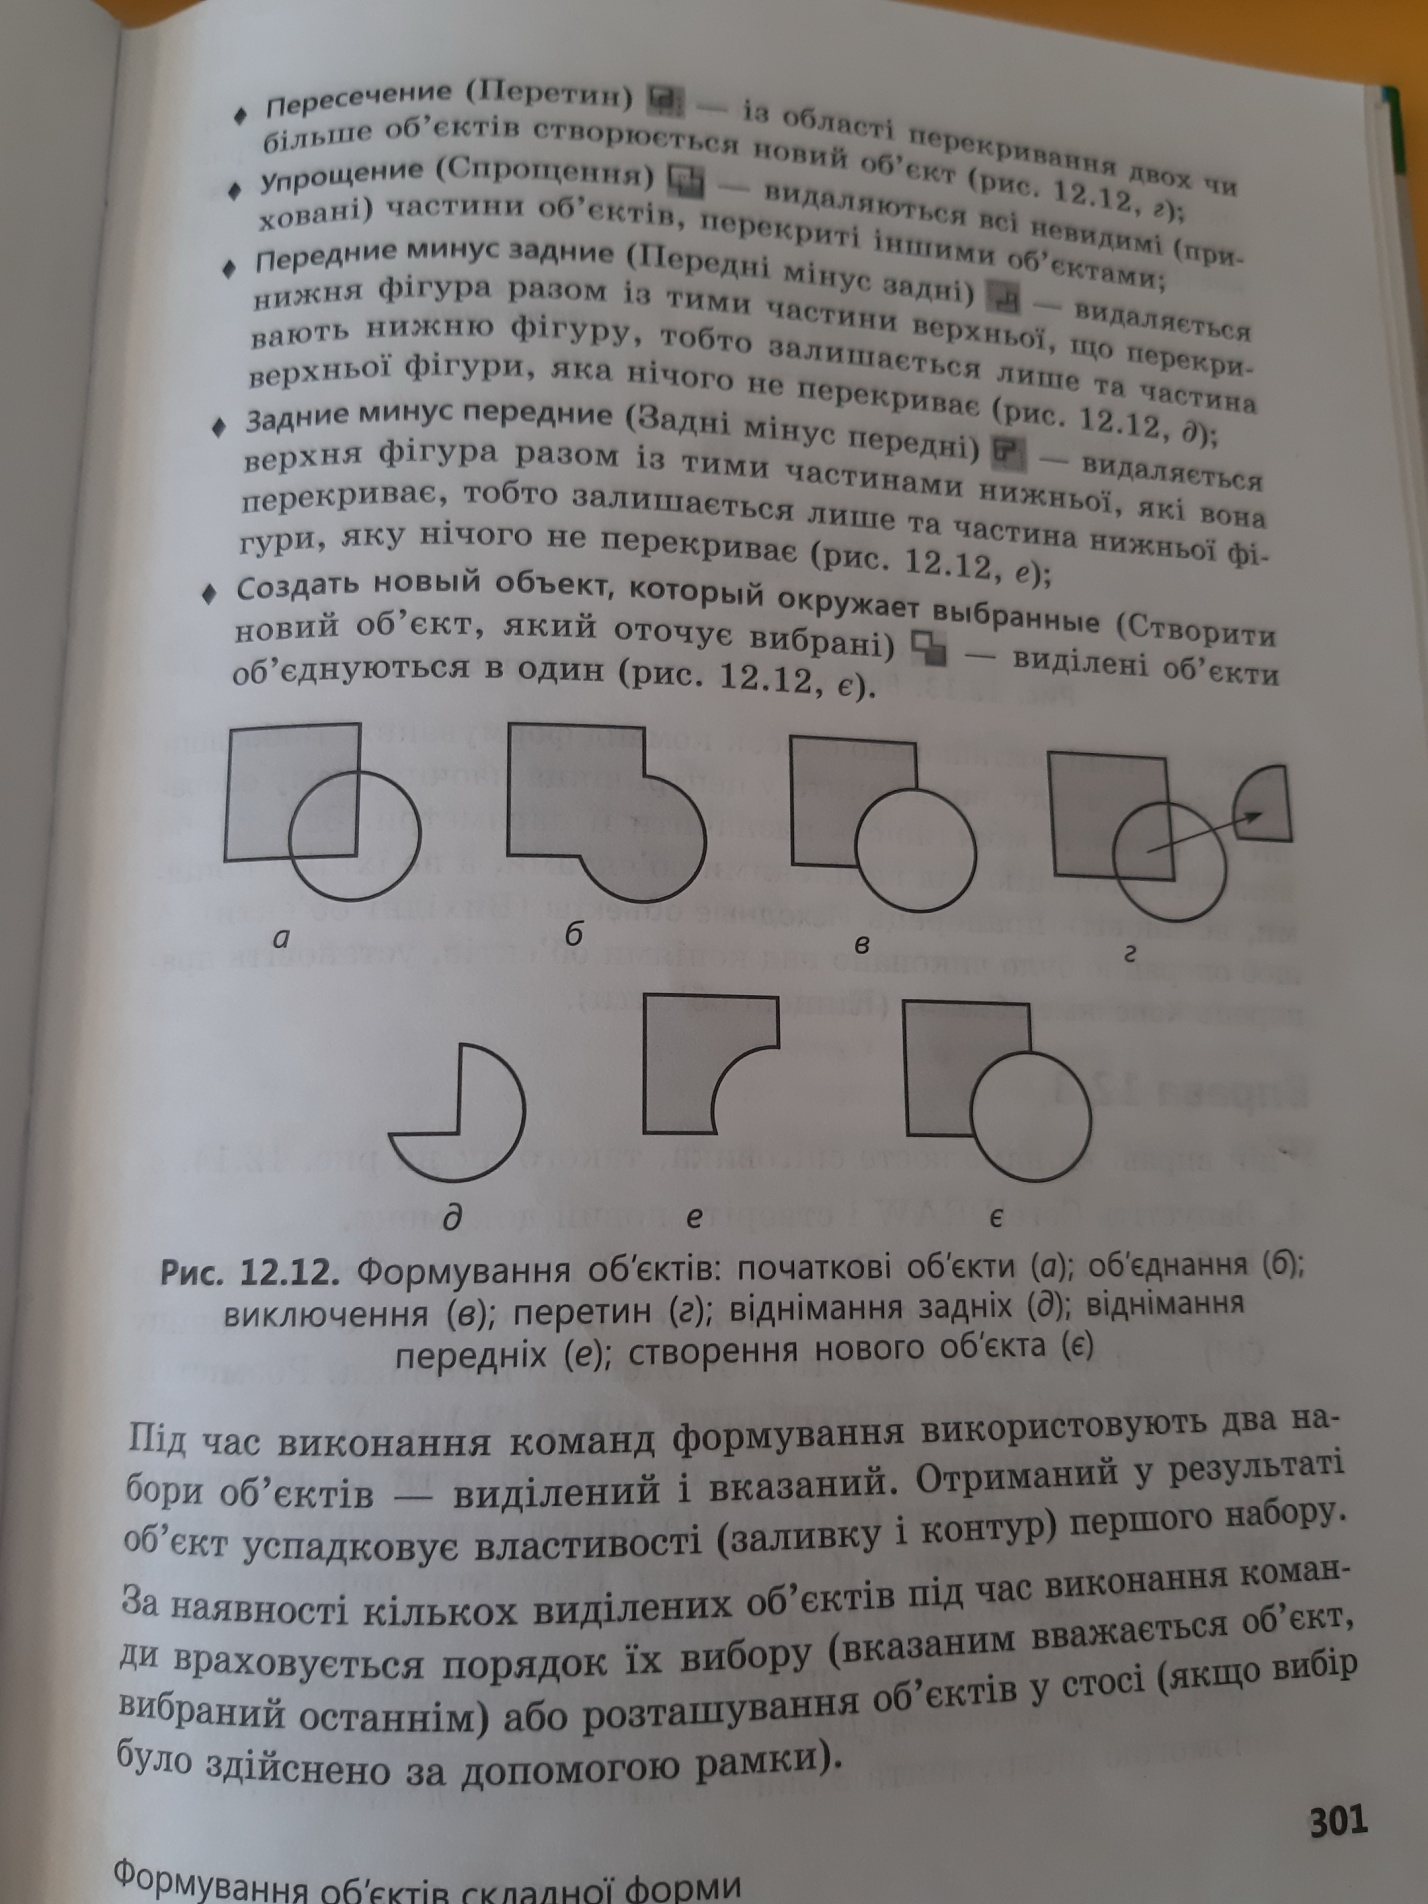 ♦ Пересечение (Перетин) — із області перекривання двох чи
більше об’єктів створюється новий об’єкт (рис. 12.12, г);
♦ Упрощение (Спрощення) — видаляються всі невидимі (при-
ховані) частини об’єктів, перекриті іншими об’єктами;
♦ Передние минус задние (Передні мінус задні) — видаляється
нижня фігура разом із тими частини верхньої, що перекри-
вають нижню фігуру, тобто залишається лише та частина
верхньої фігури, яка нічого не перекриває (рис. 12.12, д);
♦ Задние минус передние (Задні мінус передні) — видаляється
верхня фігура разом із тими частинами нижньої, які вона
перекриває, тобто залишається лише та частина нижньої фі-
гури, яку нічого не перекриває (рис. 12.12, е);
♦ Создать новый объект, который окружает выбранные (Створити
новий об’єкт, який оточує вибрані) — виділені об’єкти
об’єднуються в один (рис. 12.12, є).
а б в г
д е є
Рис. 12.12. Формування об’єктів: початкові об’єкти (а); об’єднання (б);
виключення (в); перетин (г); віднімання задніх (д); віднімання
передніх (е); створення нового об’єкта (є)
Під час виконання команд формування використовують два на-
бори об’єктів — виділений і вказаний. Отриманий у результаті
об’єкт успадковує властивості (заливку і контур) першого набору.
За наявності кількох виділених об’єктів під час виконання коман-
ди враховується порядок їх вибору (вказаним вважається об’єкт,
вибраний останнім) або розташування об’єктів у стосі (якщо вибір
було здійснено за допомогою рамки).
301
Формування об’єктів складної форми